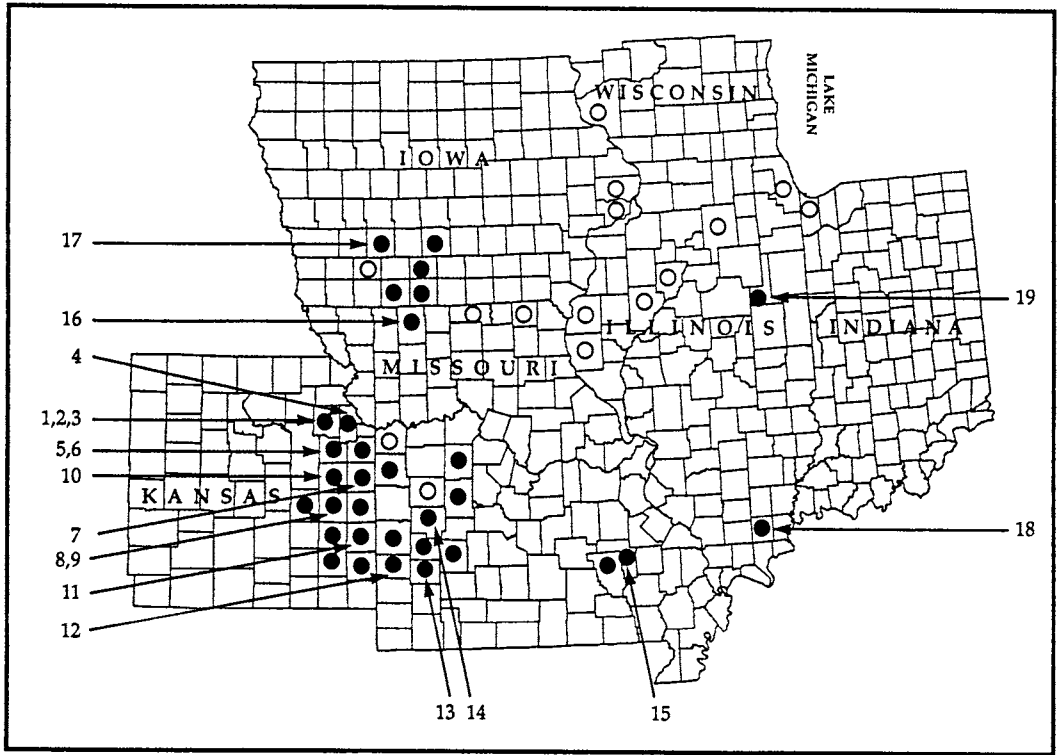 LAKE
MICHIGAN
WISCONSIN
IOWA
17
19
ILLINOIS
INDIANA
16
MISSOURI
4
1,2,3
5,6
10
KANSAS
7
8,9
18
11
12
13
14
15